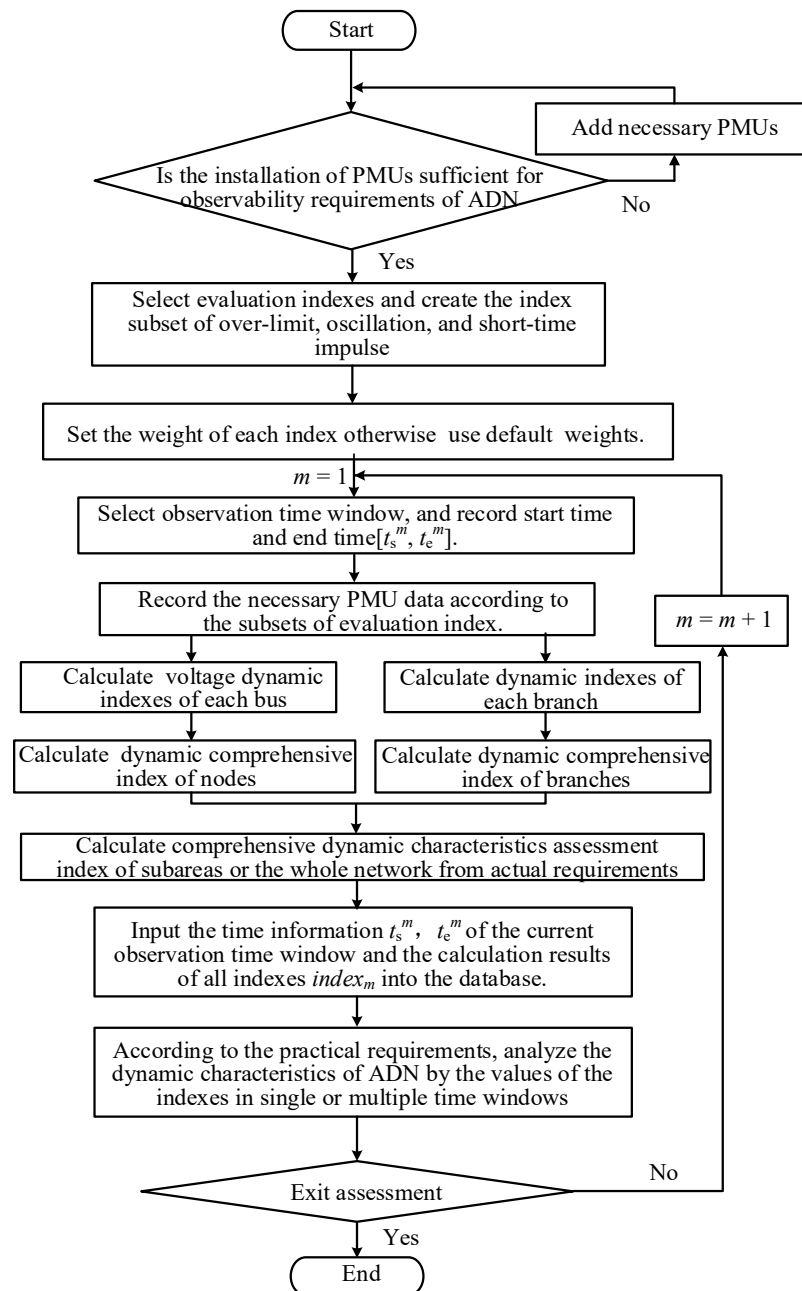 Start
Add necessary PMUs
Is the installation of PMUs sufficient for
observability requirements of ADN
No
Yes
Select evaluation indexes and create the index
subset of over-limit, oscillation, and short-time
impulse
Set the weight of each index otherwise use default weights.
m = 1
Select observation time window, and record start time
and end time[t_s^m, t_e^m].
Record the necessary PMU data according to
the subsets of evaluation index.
m = m + 1
Calculate voltage dynamic
indexes of each bus
Calculate dynamic indexes of
each branch
Calculate dynamic comprehensive
index of nodes
Calculate dynamic comprehensive
index of branches
Calculate comprehensive dynamic characteristics assessment
index of subareas or the whole network from actual requirements
Input the time information t_s^m, t_e^m of the current
observation time window and the calculation results
of all indexes index_m into the database.
According to the practical requirements, analyze the
dynamic characteristics of ADN by the values of the
indexes in single or multiple time windows
No
Exit assessment
Yes
End